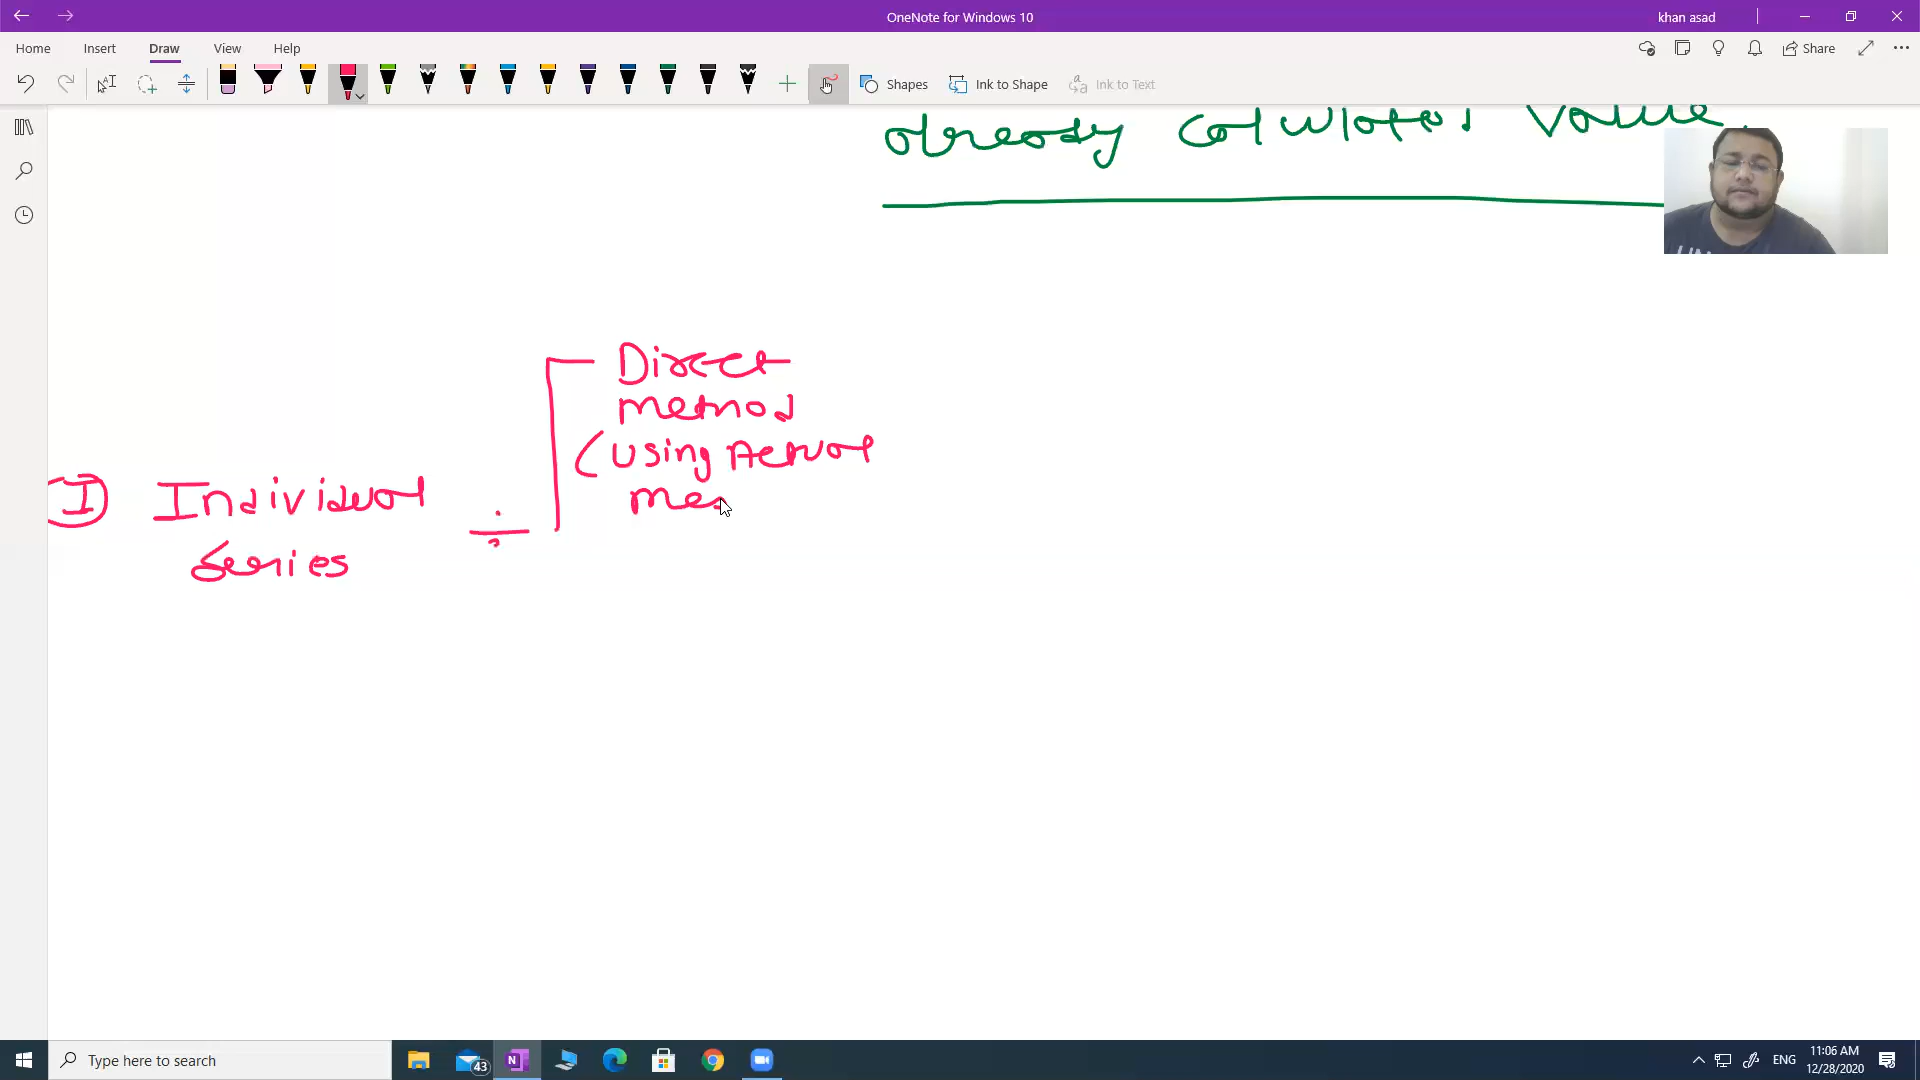 OneNote for Windows 10
khan asad
Home Insert Draw View Help
Share
Shapes Ink to Shape Ink to Text
already calculated value.
Direct
method
(using Actual
mea
I Individual
series
Type here to search
43
ENG
11:06 AM
12/28/2020